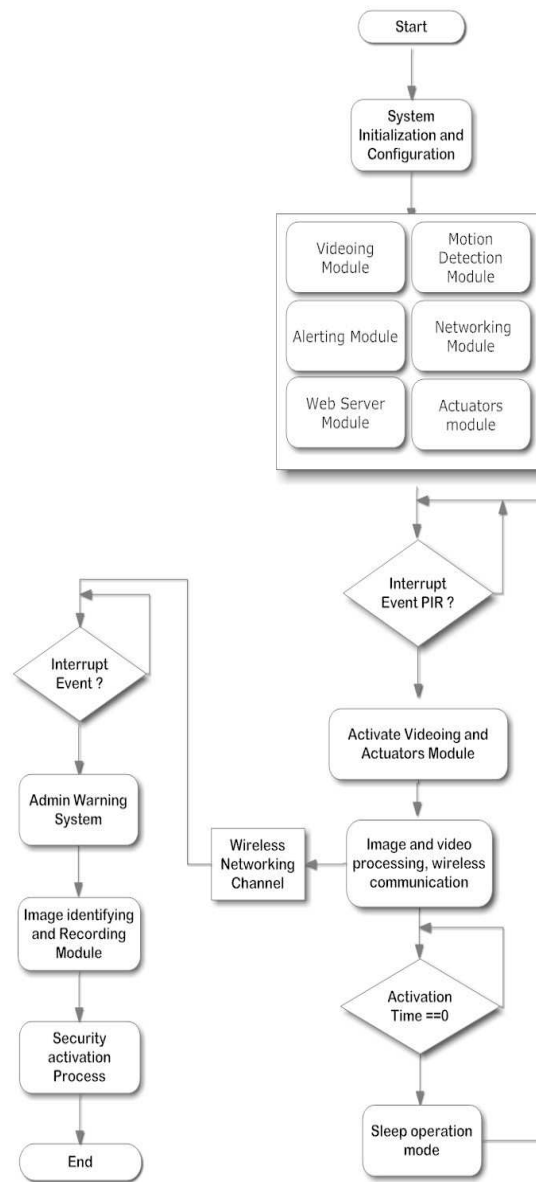 Start
System
Initialization and
Configuration
Videoing
Module
Motion
Detection
Module
Alerting Module
Networking
Module
Web Server
Module
Actuators
module
Interrupt
Event PIR ?
Interrupt
Event ?
Activate Videoing and
Actuators Module
Admin Warning
System
Wireless
Networking
Channel
Image and video
processing, wireless
communication
Image identifying
and Recording
Module
Activation
Time ==0
Security
activation
Process
Sleep operation
mode
End